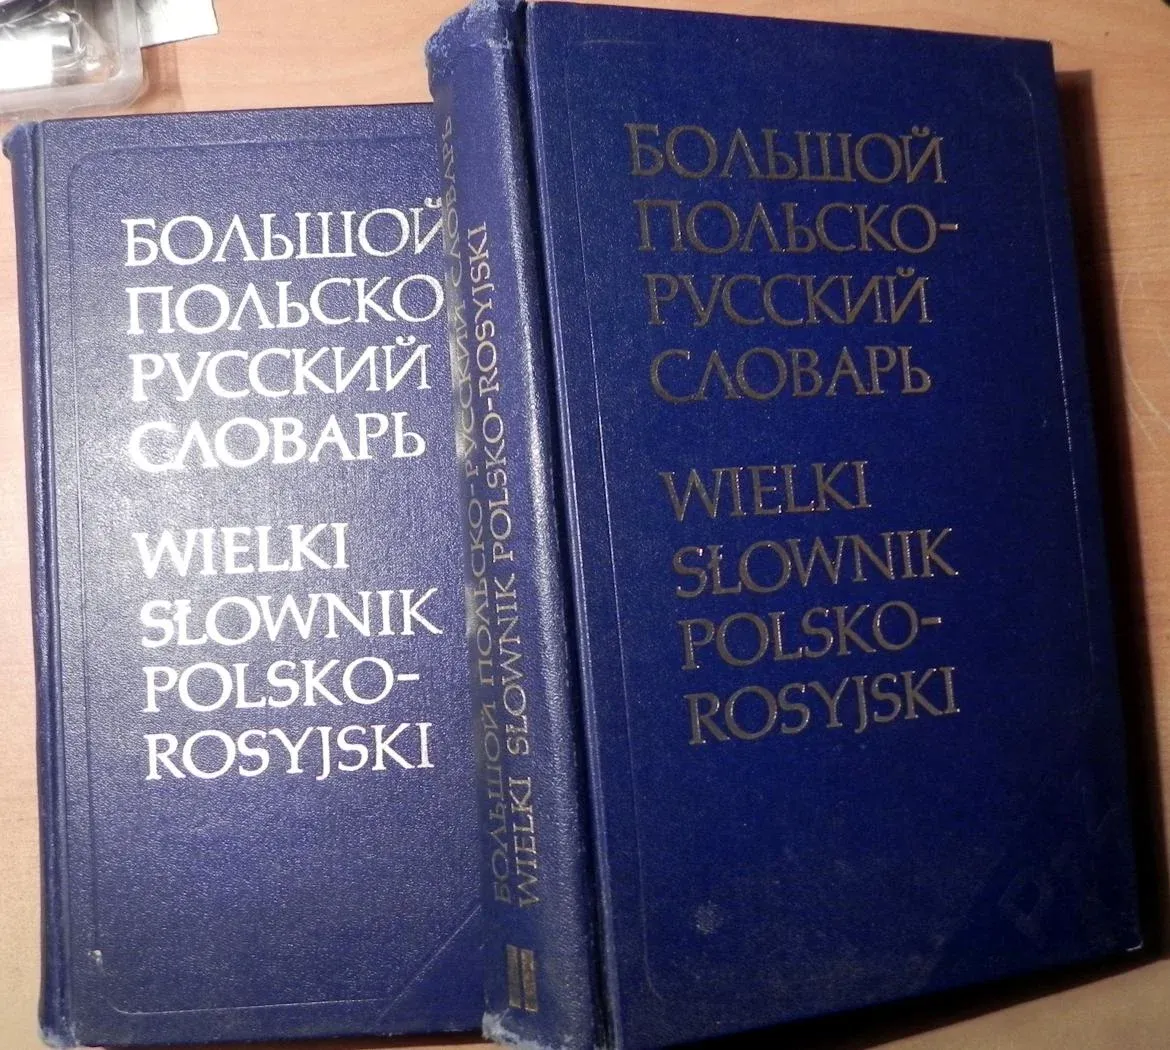 БОЛЬШОЙ
ПОЛЬСКО
РУССКИЙ
СЛОВАРЬ
WIELKI
SŁOWNIK
POLSKO-
ROSYJSKI
БОЛЬШОЙ ПОЛЬСКО-РУССКИЙ СЛОВАРЬ
WIELKI SŁOWNIK POLSKO-ROSYJSKI
БОЛЬШОЙ
ПОЛЬСКО-
РУССКИЙ
СЛОВАРЬ
WIELKI
SŁOWNIK
POLSKO-
ROSYJSKI